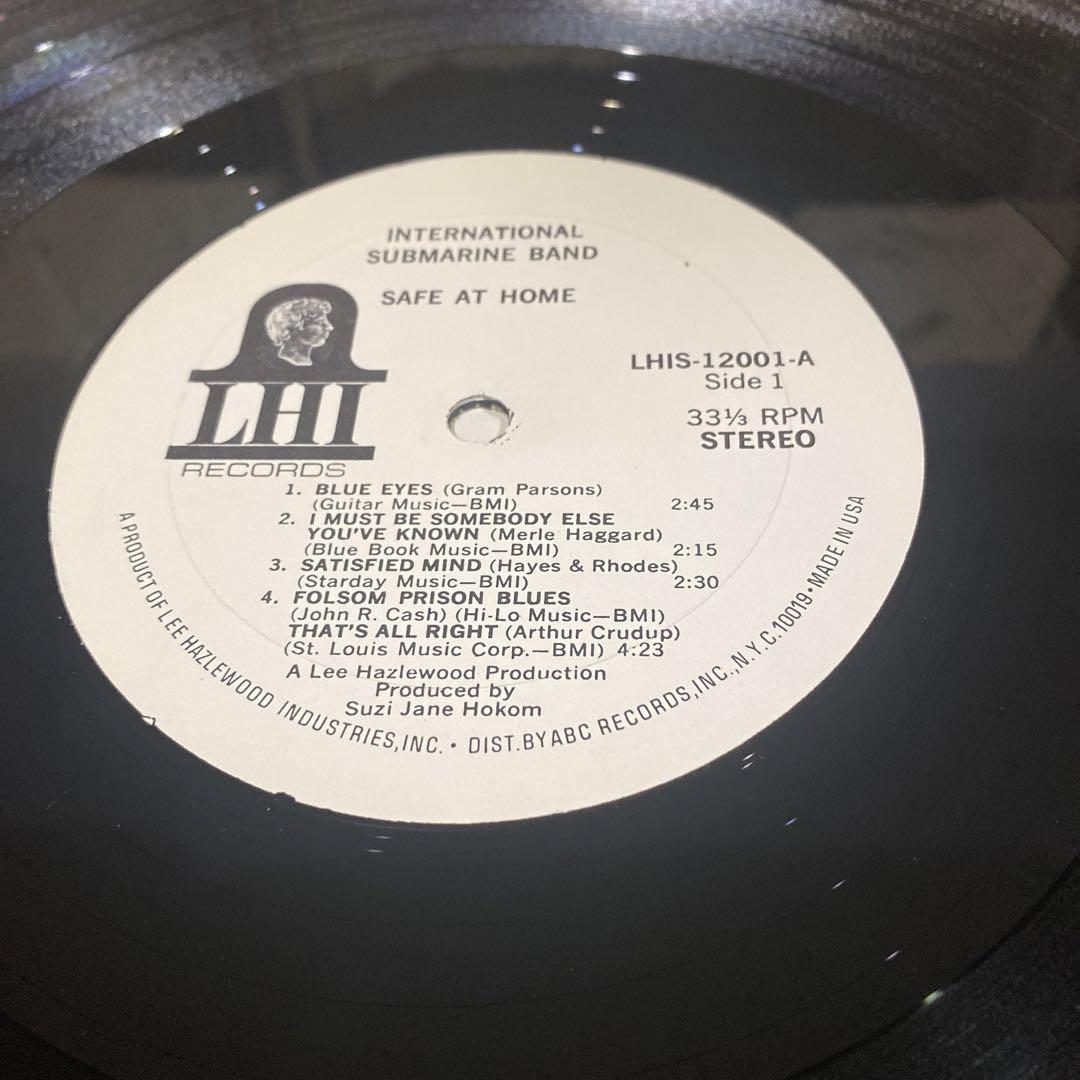 INTERNATIONAL
SUBMARINE BAND
SAFE AT HOME
LHI
RECORDS
LHIS-12001-A
Side 1
33⅓ RPM
STEREO
1. BLUE EYES (Gram Parsons)
(Guitar Music—BMI) 2:45
2. I MUST BE SOMEBODY ELSE
YOU'VE KNOWN (Merle Haggard)
(Blue Book Music—BMI) 2:15
3. SATISFIED MIND (Hayes & Rhodes)
(Starday Music—BMI) 2:30
4. FOLSOM PRISON BLUES
(John R. Cash) (Hi-Lo Music—BMI)
THAT'S ALL RIGHT (Arthur Crudup)
(St. Louis Music Corp.—BMI) 4:23
A Lee Hazlewood Production
Produced by
Suzi Jane Hokom
A PRODUCT OF LEE HAZLEWOOD INDUSTRIES, INC. • DIST. BY ABC RECORDS, INC., N.Y.C. 10019 • MADE IN USA